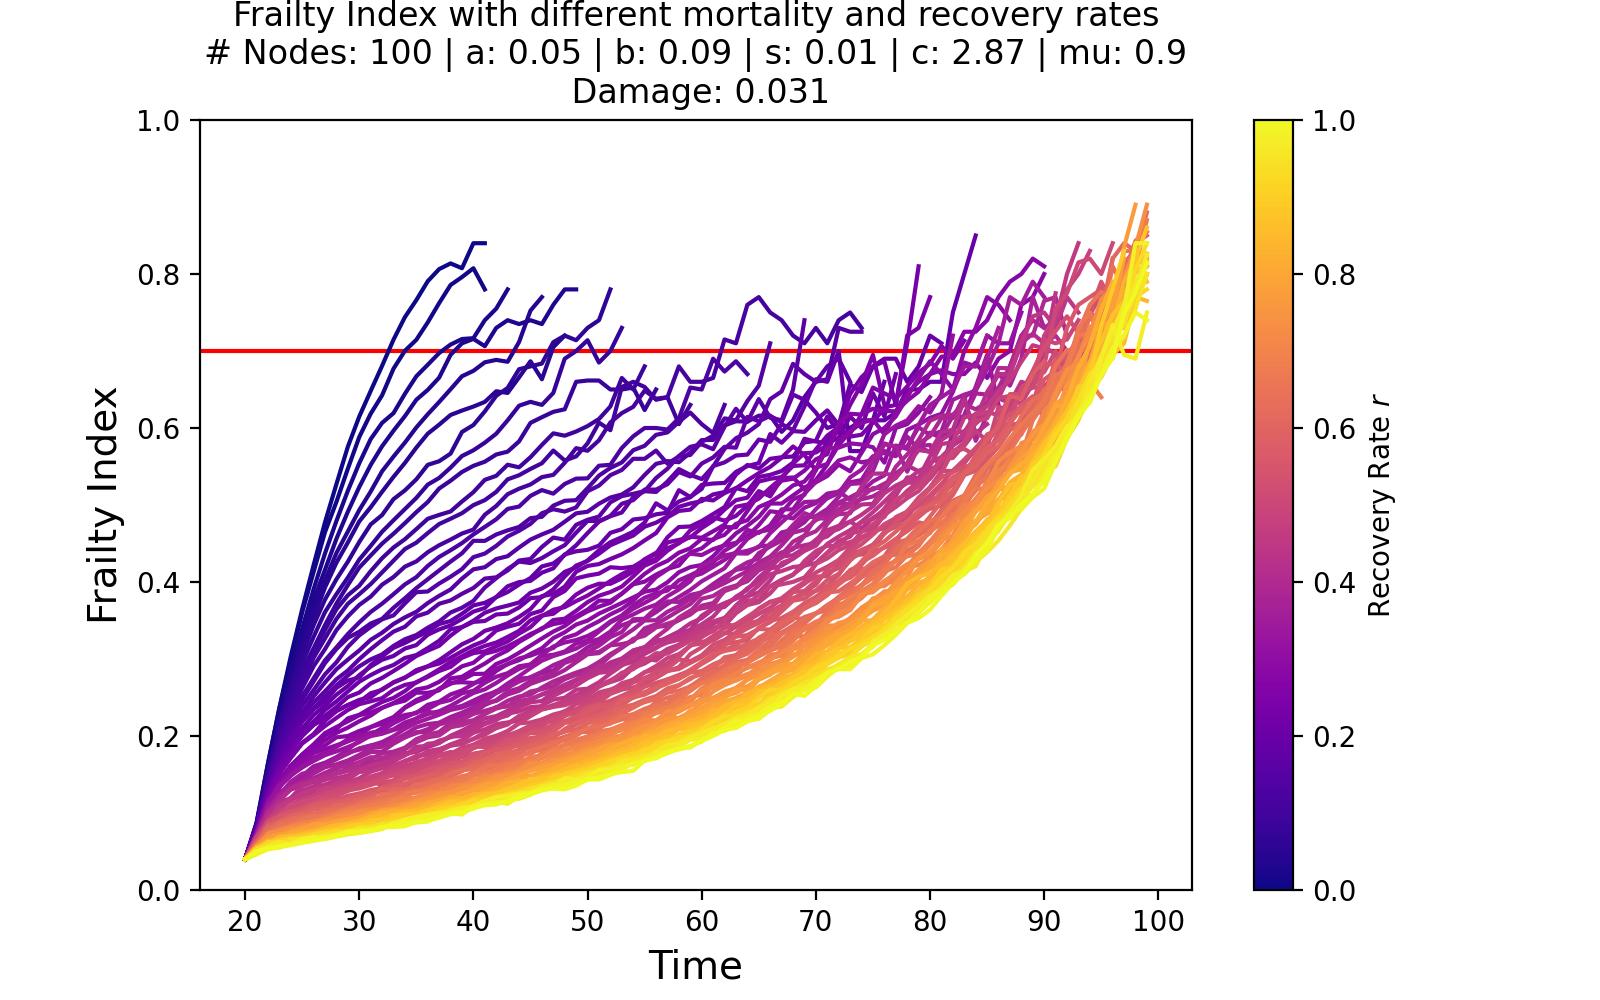 Frailty Index with different mortality and recovery rates
# Nodes: 100 | a: 0.05 | b: 0.09 | s: 0.01 | c: 2.87 | mu: 0.9
Damage: 0.031
1.0
0.8
0.6
0.4
0.2
0.0
Frailty Index
20 30 40 50 60 70 80 90 100
Time
1.0
0.8
0.6
0.4
0.2
0.0
Recovery Rate r